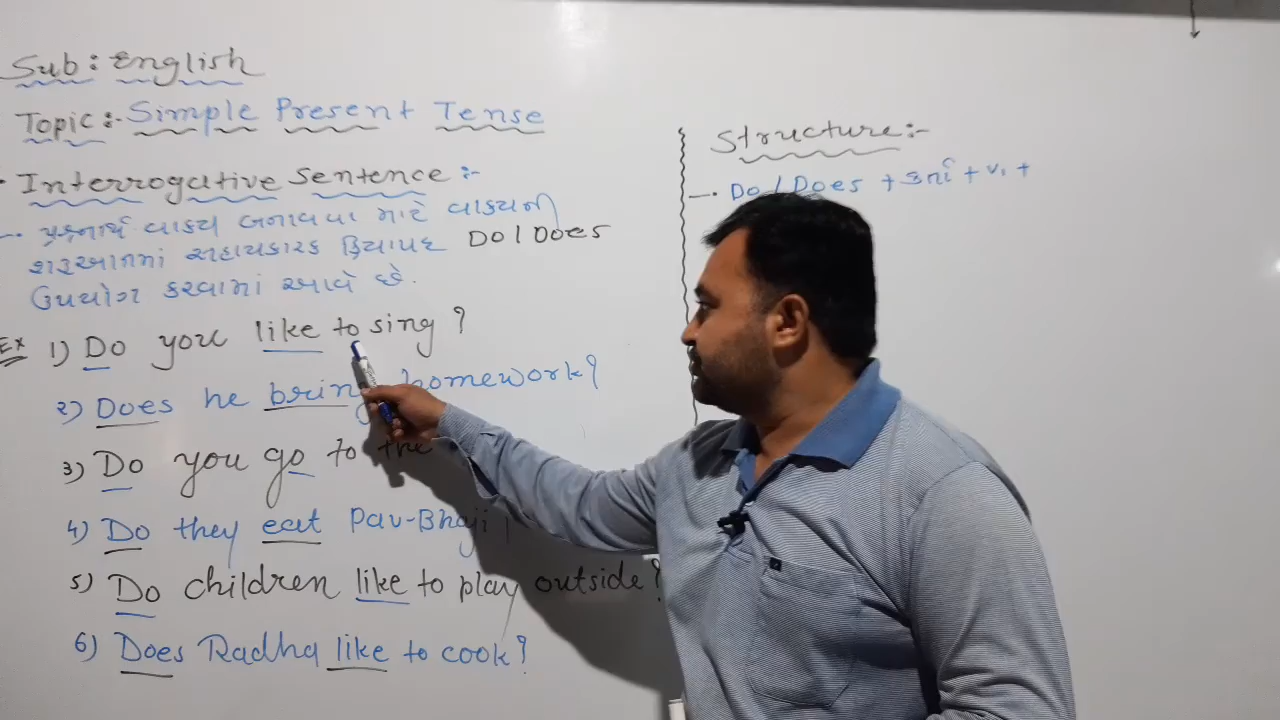 Sub: English
Topic:- Simple Present Tense
Interrogative Sentence:-
પ્રશ્નાર્થ વાક્ય બનાવવા માટે વાક્યની
શરૂઆતમાં સહાયકારક ક્રિયાપદ Do/Does
ઉપયોગ કરવામાં આવે છે.
Ex 1) Do you like to sing?
2) Does he bring homework?
3) Do you go to the
4) Do they eat Pav-Bhaji
5) Do children like to play outside?
6) Does Radha like to cook?
Structure:-
Do/Does + કર્તા + V1 +